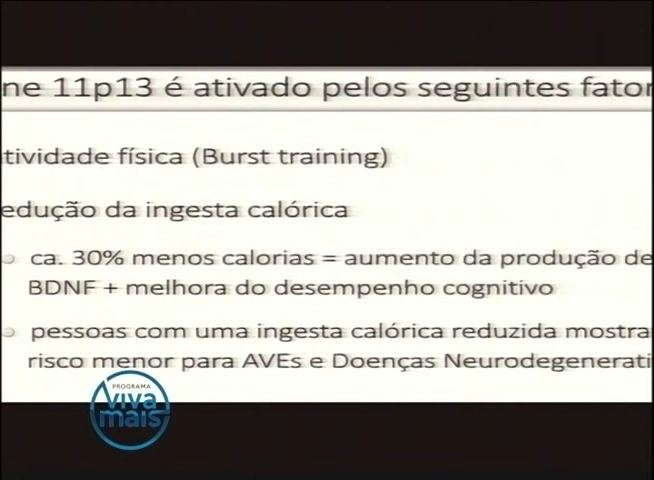 ne 11p13 é ativado pelos seguintes fator
tividade física (Burst training)
edução da ingesta calórica
ca. 30% menos calorias = aumento da produção de
BDNF + melhora do desempenho cognitivo
pessoas com uma ingesta calórica reduzida mostra
risco menor para AVEs e Doenças Neurodegenerati
PROGRAMA
viva
mais